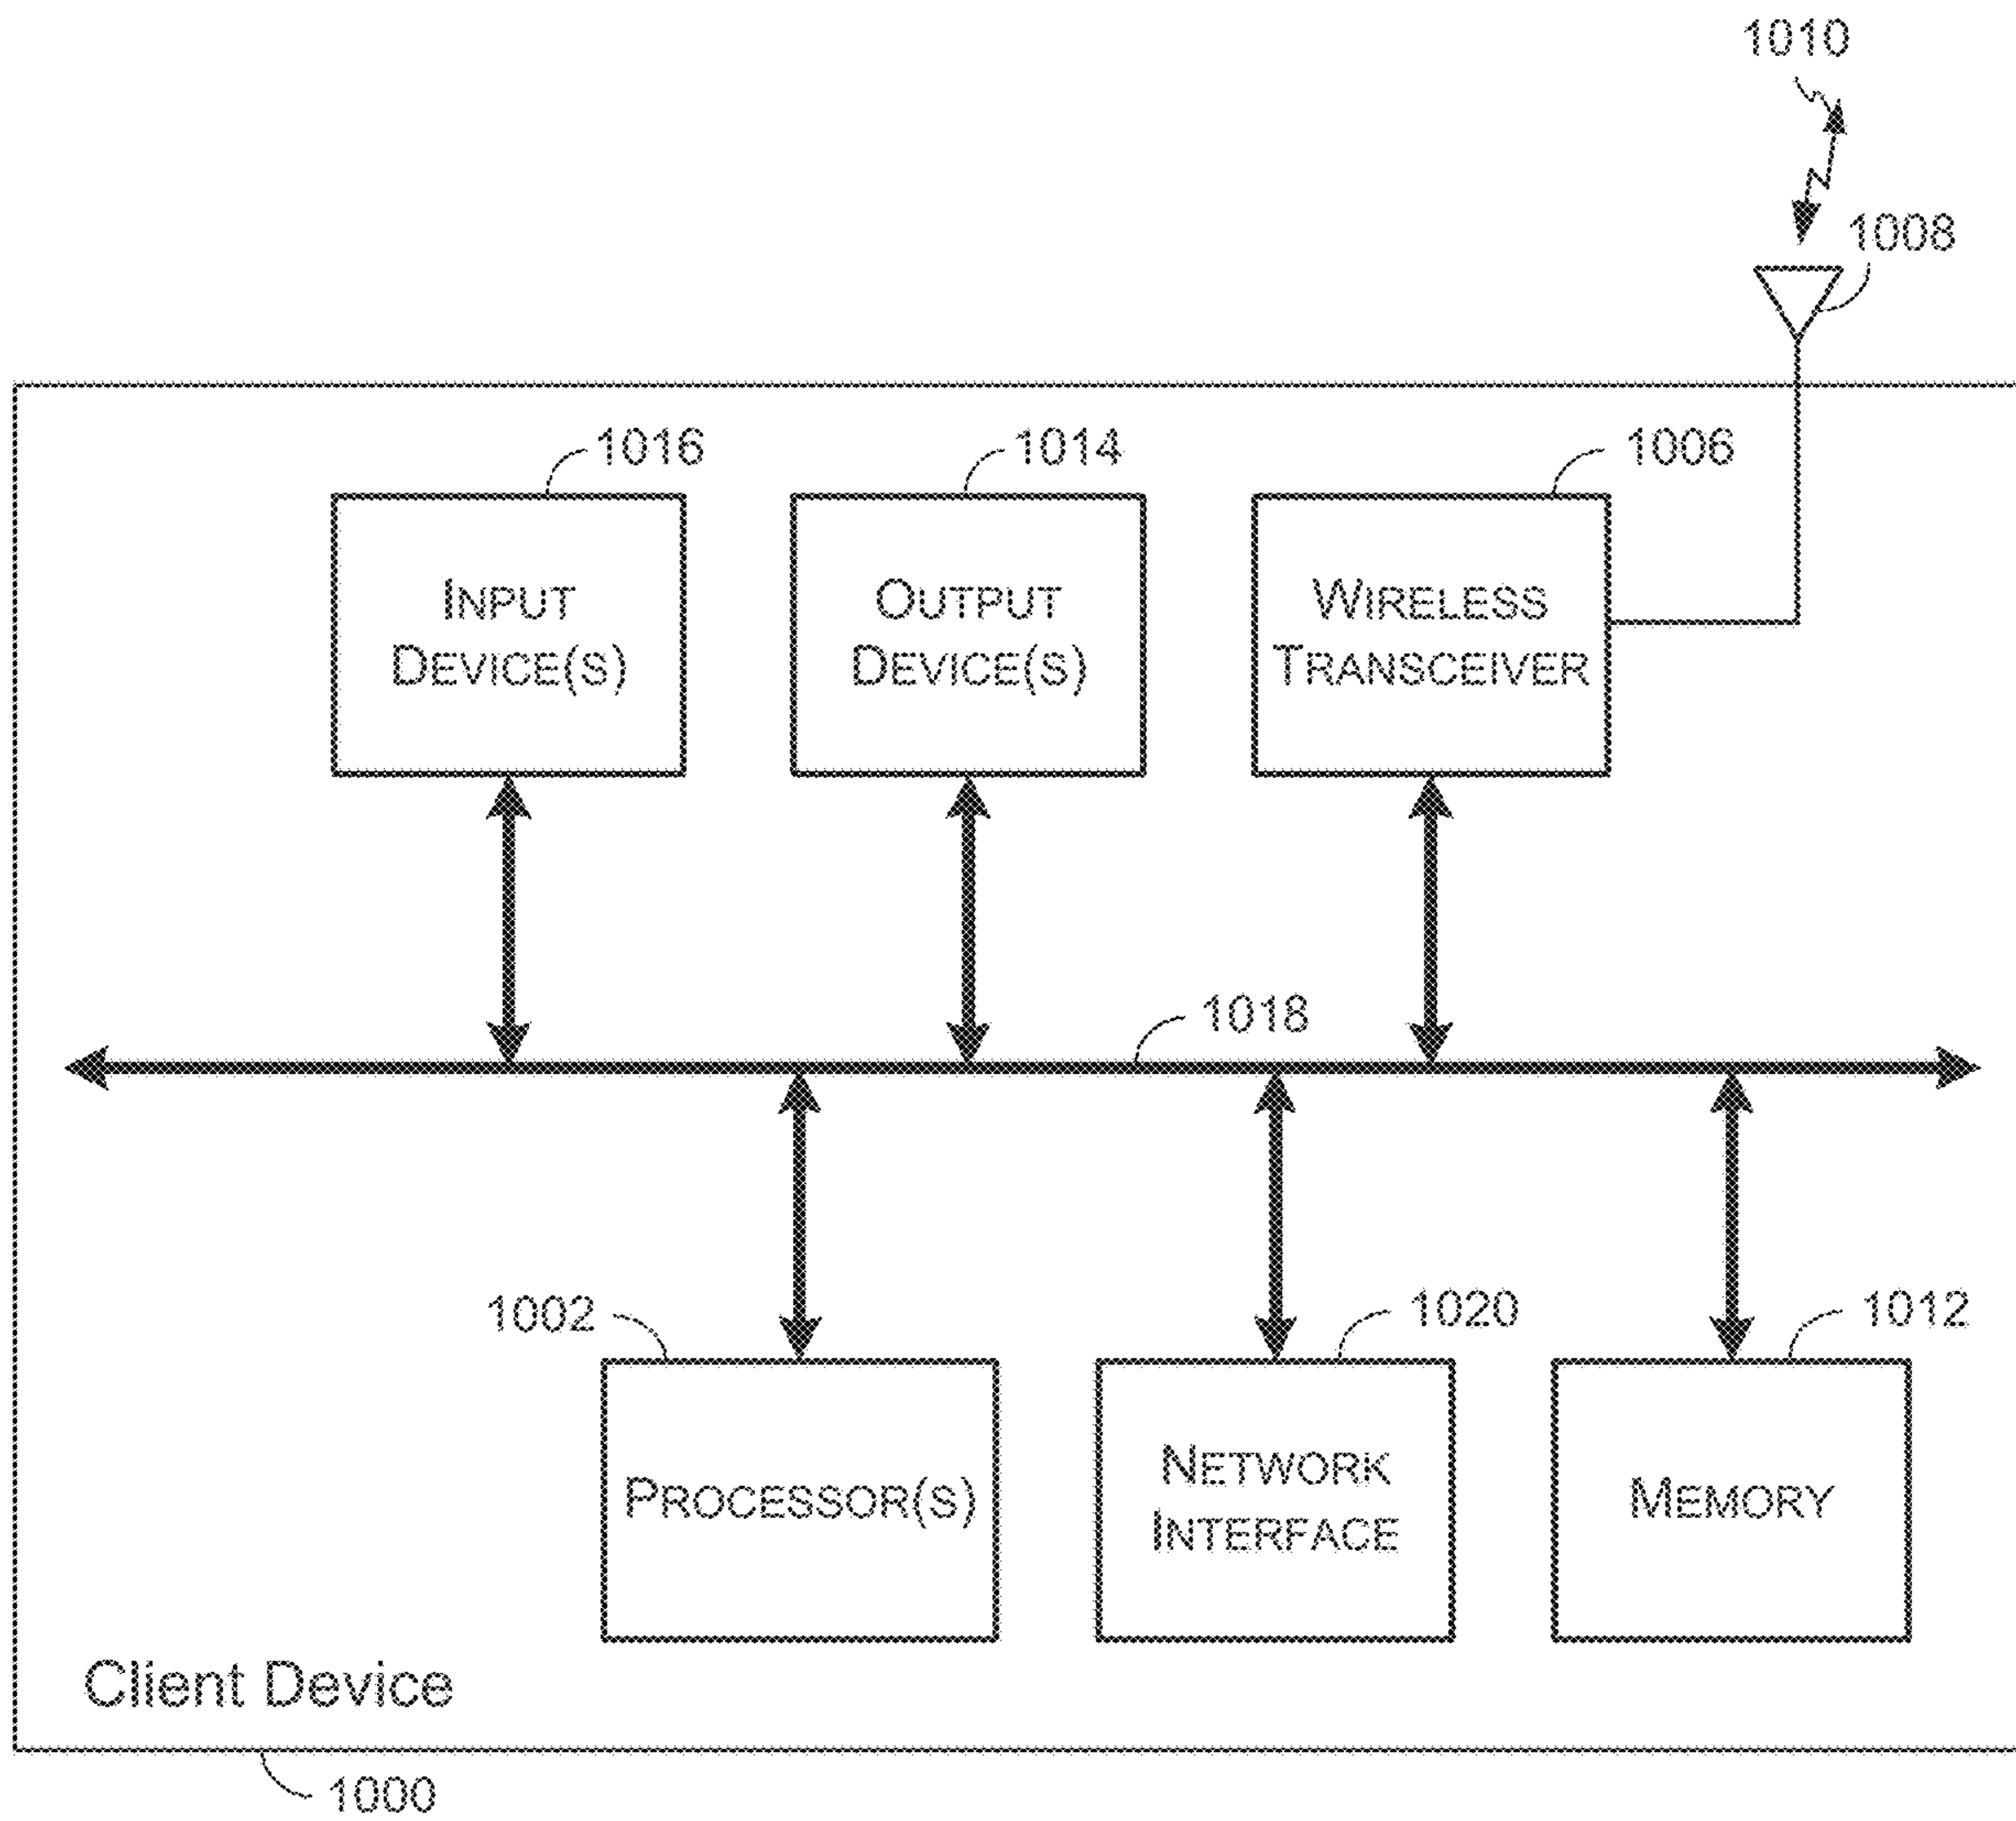 1010
1008
1016
1014
1006
INPUT
DEVICE(S)
OUTPUT
DEVICE(S)
WIRELESS
TRANSCEIVER
1018
1002
1020
1012
PROCESSOR(S)
NETWORK
INTERFACE
MEMORY
Client Device
1000